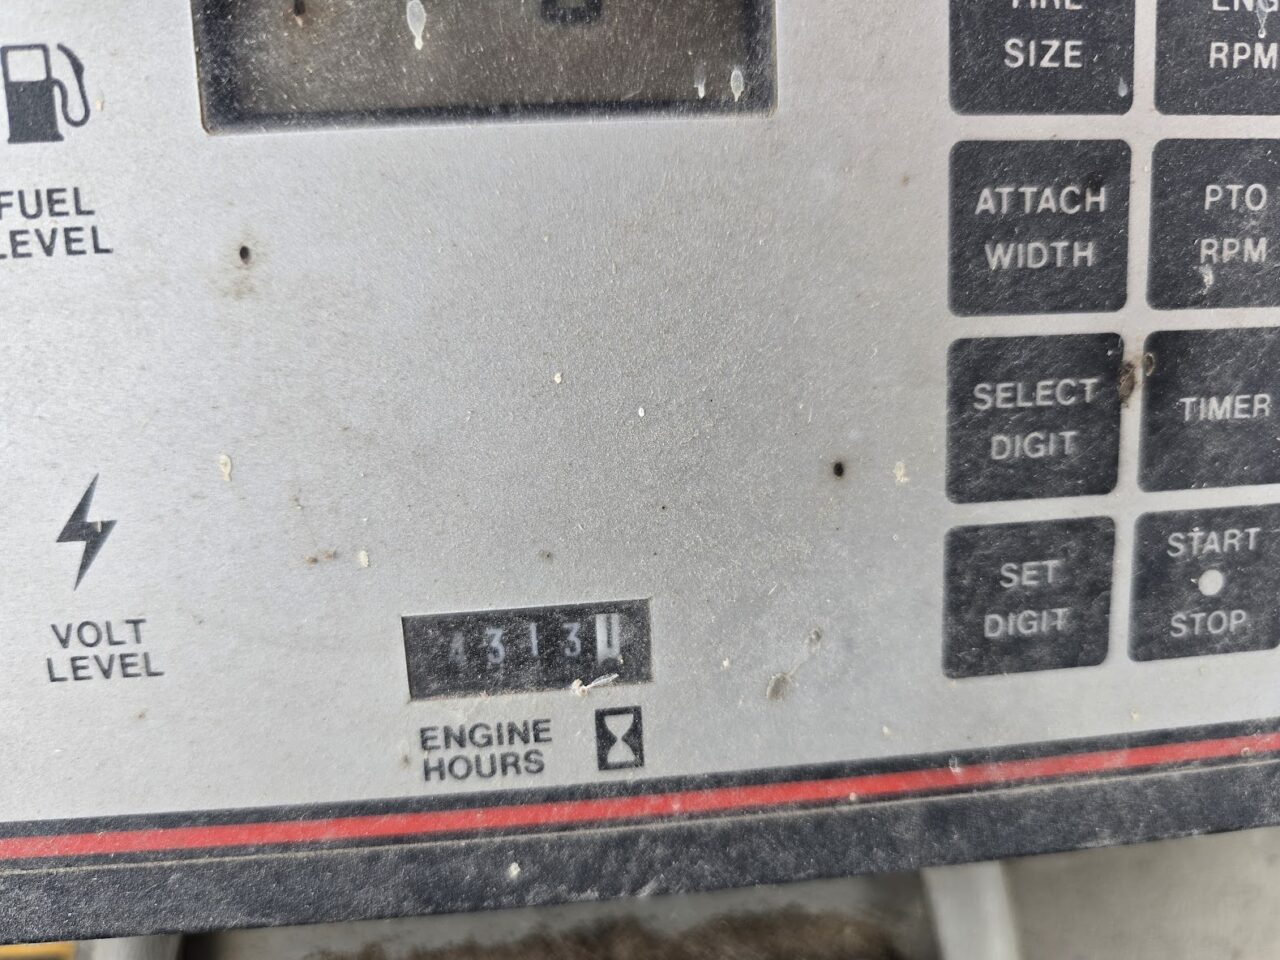 SIZE
RPM
FUEL
LEVEL
ATTACH
WIDTH
PTO
RPM
SELECT
DIGIT
TIMER
SET
DIGIT
START
STOP
VOLT
LEVEL
4313
ENGINE
HOURS